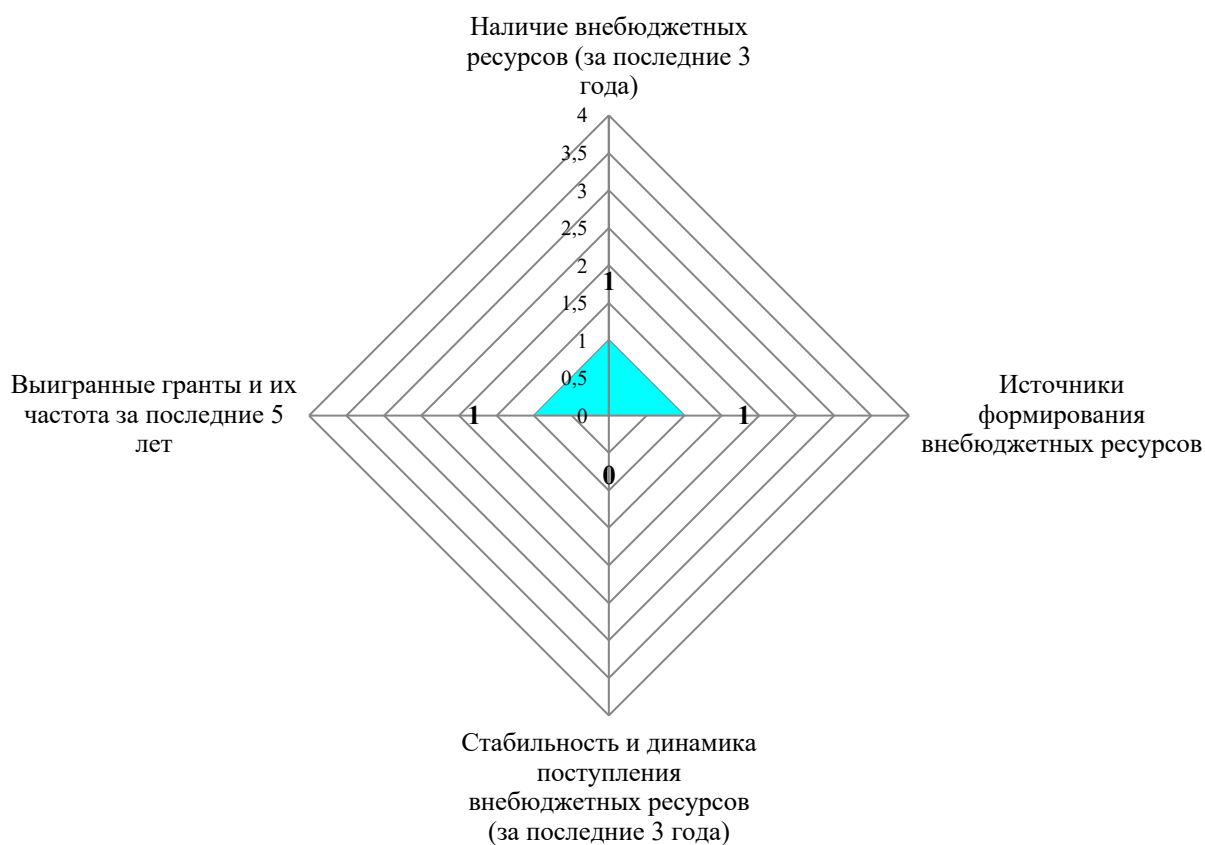 Наличие внебюджетных
ресурсов (за последние 3
года)
4
3,5
3
2,5
2
1
1,5
1
0,5
Выигранные гранты и их
частота за последние 5
лет
1
0
1
Источники
формирования
внебюджетных ресурсов
0
Стабильность и динамика
поступления
внебюджетных ресурсов
(за последние 3 года)